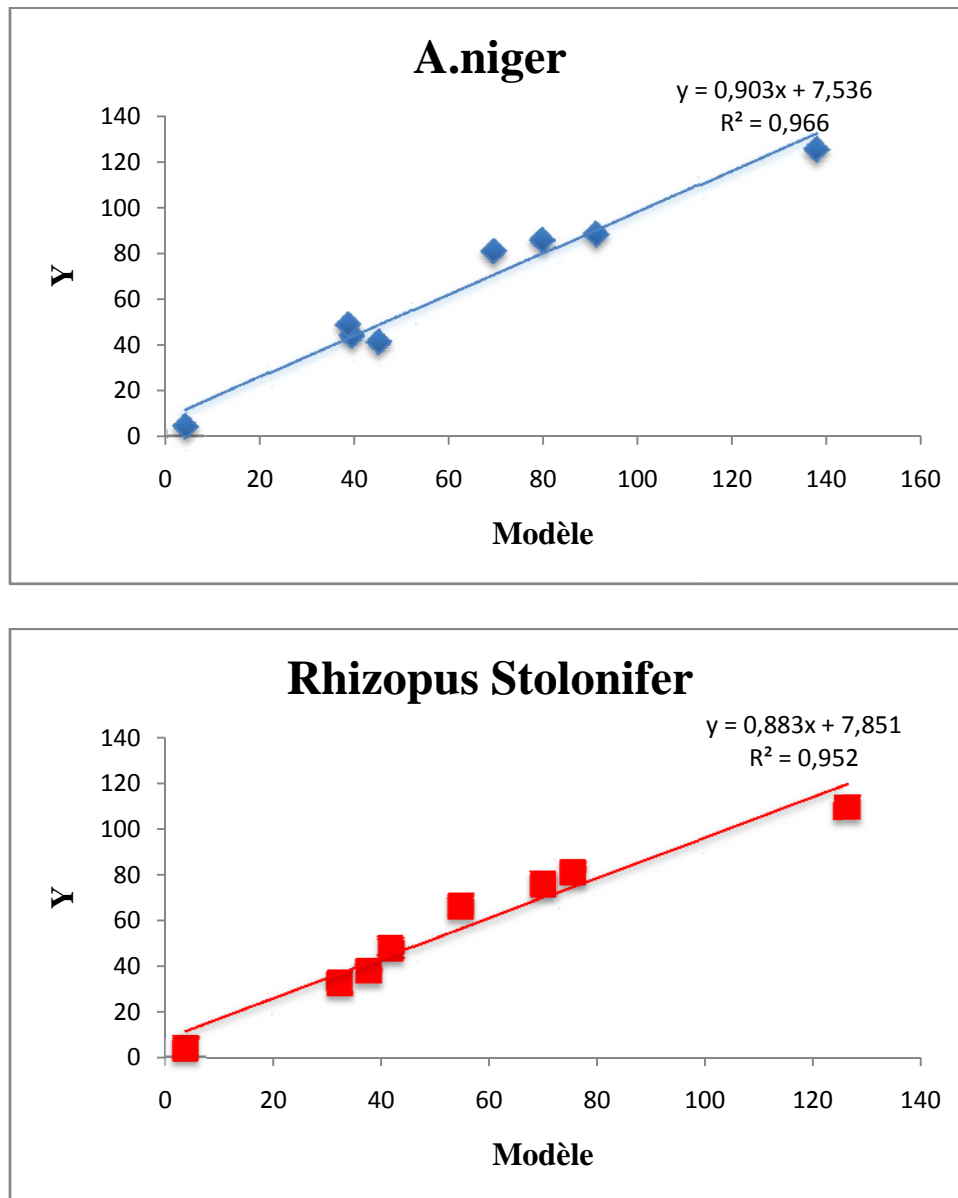 A.niger
y = 0,903x + 7,536
R² = 0,966
140
120
100
80
60
40
20
0
Y
0 20 40 60 80 100 120 140 160
Modèle
Rhizopus Stolonifer
y = 0,883x + 7,851
R² = 0,952
140
120
100
80
60
40
20
0
Y
0 20 40 60 80 100 120 140
Modèle